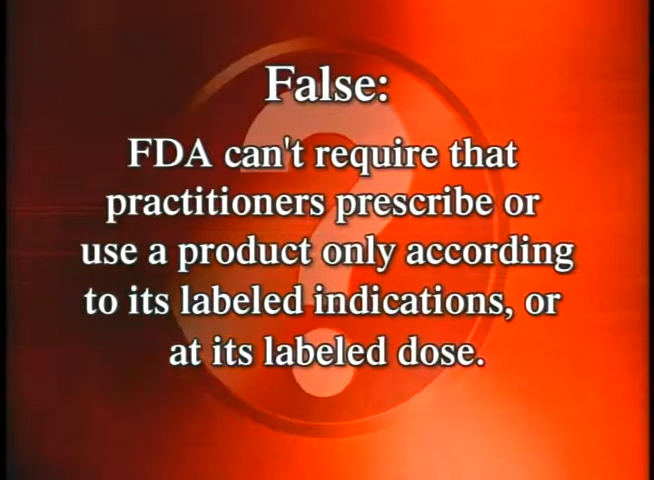 False:
FDA can't require that
practitioners prescribe or
use a product only according
to its labeled indications, or
at its labeled dose.